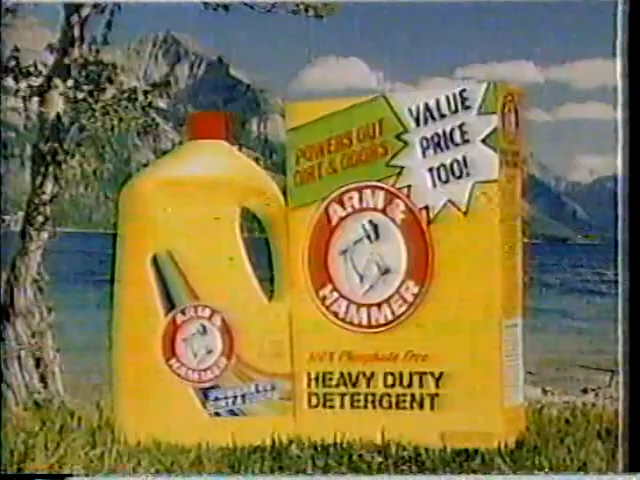 POWERS OUT
DIRT & ODORS
VALUE
PRICE
TOO!
ARM &
HAMMER
100% Phosphate Free
HEAVY DUTY
DETERGENT
ARM &
HAMMER